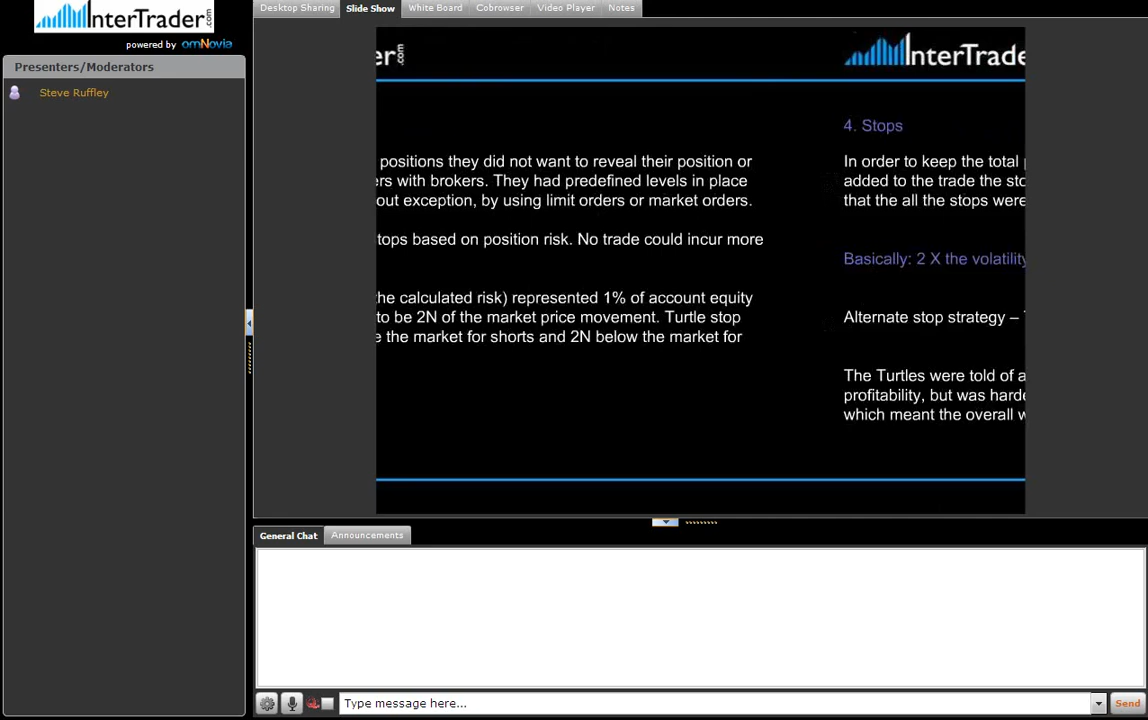 InterTrader.com
powered by omNovia
Presenters/Moderators
Steve Ruffley
Desktop Sharing
Slide Show
White Board
Cobrowser
Video Player
Notes
er.com
positions they did not want to reveal their position or
ers with brokers. They had predefined levels in place
out exception, by using limit orders or market orders.
tops based on position risk. No trade could incur more
the calculated risk) represented 1% of account equity
to be 2N of the market price movement. Turtle stop
e the market for shorts and 2N below the market for
InterTrade
4. Stops
In order to keep the total
added to the trade the sto
that the all the stops were
Basically: 2 X the volatility
Alternate stop strategy –
The Turtles were told of a
profitability, but was harde
which meant the overall w
General Chat
Announcements
Type message here...
Send